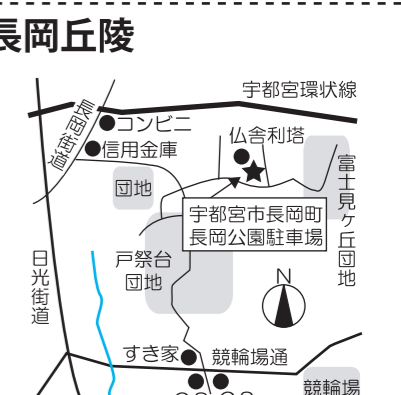 長岡丘陵
宇都宮環状線
長岡街道
コンビニ
仏舎利塔
信用金庫
団地
富士見ヶ丘団地
宇都宮市長岡町
長岡公園駐車場
日光街道
戸祭台
団地
N
すき家
競輪場通
競輪場